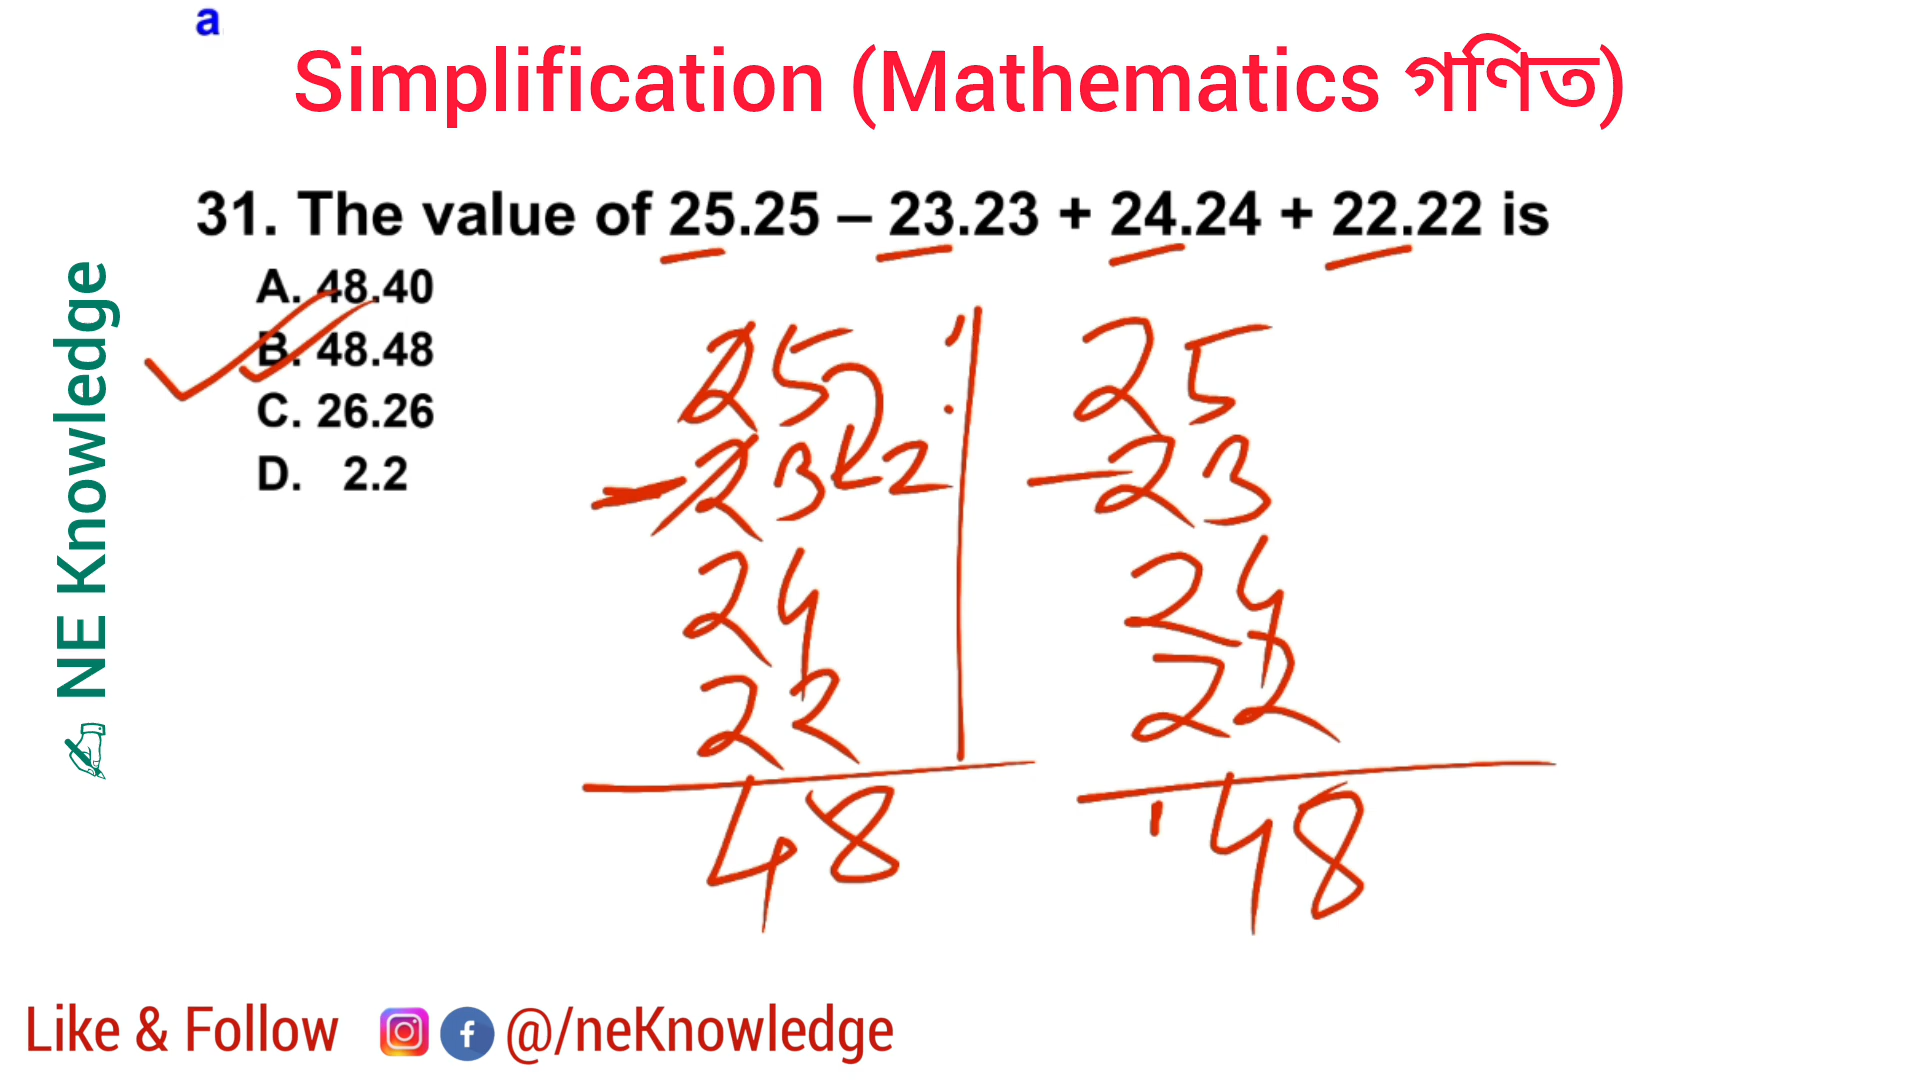 a
Simplification (Mathematics গণিত)
31. The value of 25.25 – 23.23 + 24.24 + 22.22 is
A. 48.40
B. 48.48
C. 26.26
D. 2.2
25
- 23 2
24
22
48
25
- 23
24
22
48
✍ NE Knowledge
Like & Follow @/neKnowledge